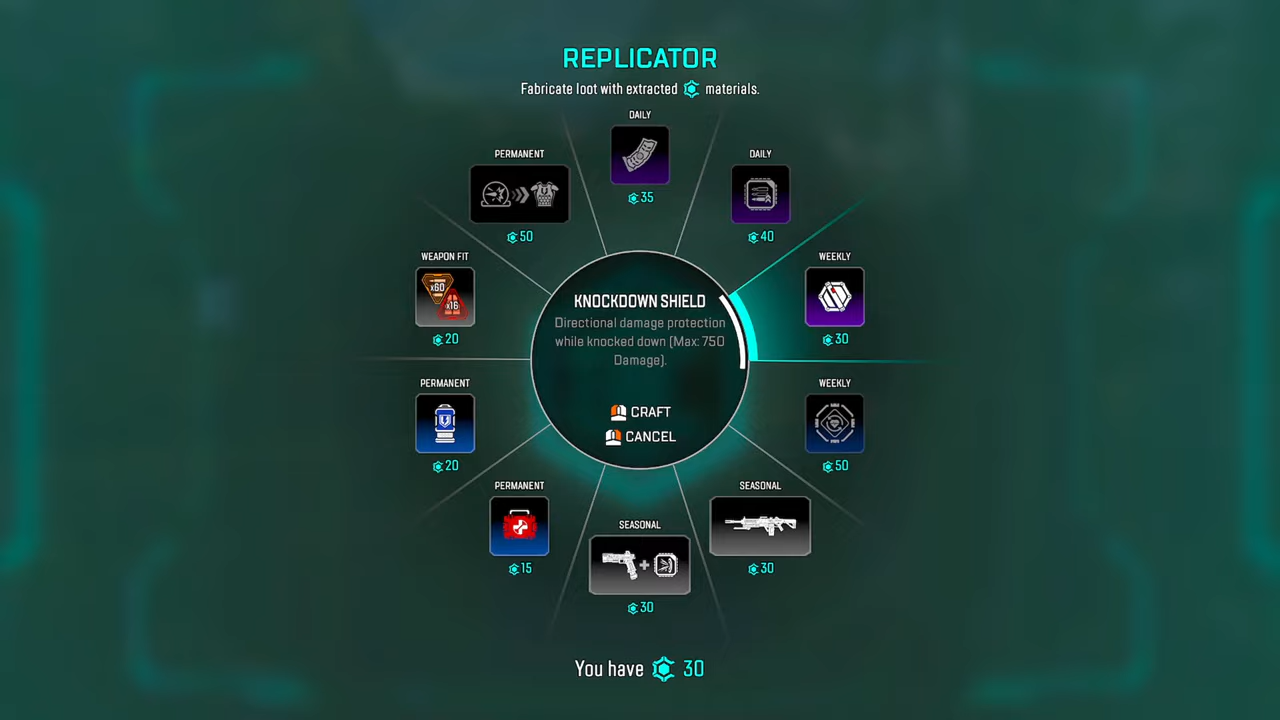 REPLICATOR
Fabricate loot with extracted materials.
DAILY
35
PERMANENT
50
DAILY
40
WEAPON FIT
x60
x16
20
WEEKLY
30
KNOCKDOWN SHIELD
Directional damage protection
while knocked down (Max: 750
Damage).
CRAFT
CANCEL
PERMANENT
20
WEEKLY
50
PERMANENT
15
SEASONAL
30
SEASONAL
30
You have 30